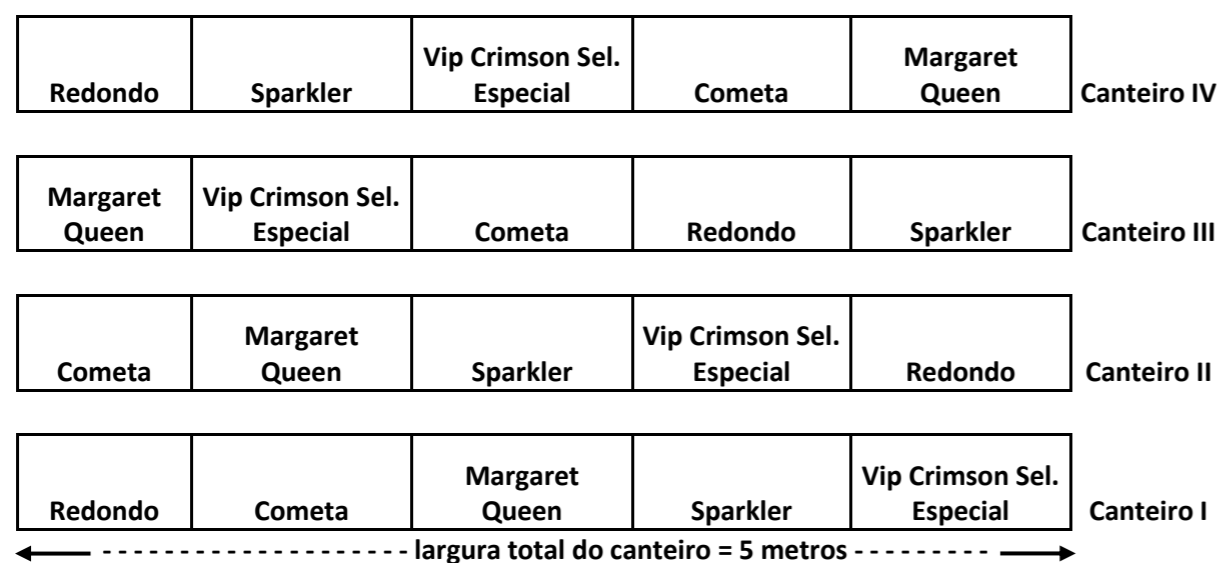 Redondo Sparkler Vip Crimson Sel. Especial Cometa Margaret Queen Canteiro IV
Margaret Queen Vip Crimson Sel. Especial Cometa Redondo Sparkler Canteiro III
Cometa Margaret Queen Sparkler Vip Crimson Sel. Especial Redondo Canteiro II
Redondo Cometa Margaret Queen Sparkler Vip Crimson Sel. Especial Canteiro I
largura total do canteiro = 5 metros